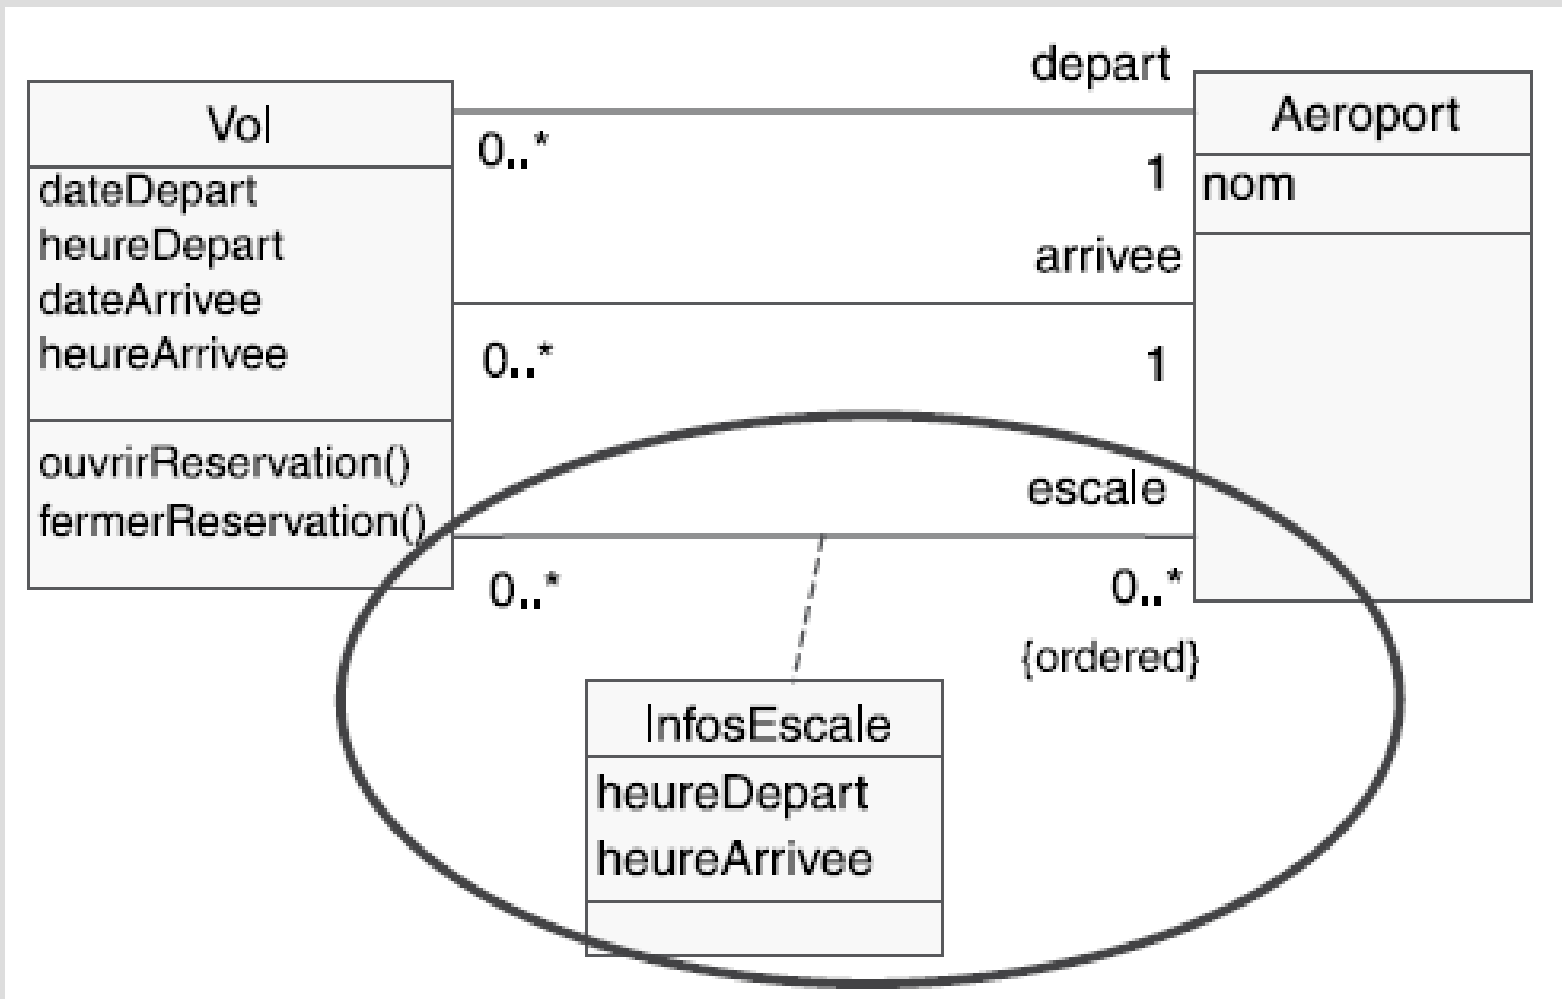 depart
Vol
Aeroport
0..*
1
nom
dateDepart
heureDepart
dateArrivee
heureArrivee
arrivee
0..*
1
ouvrirReservation()
fermerReservation()
escale
0..*
0..*
{ordered}
InfosEscale
heureDepart
heureArrivee